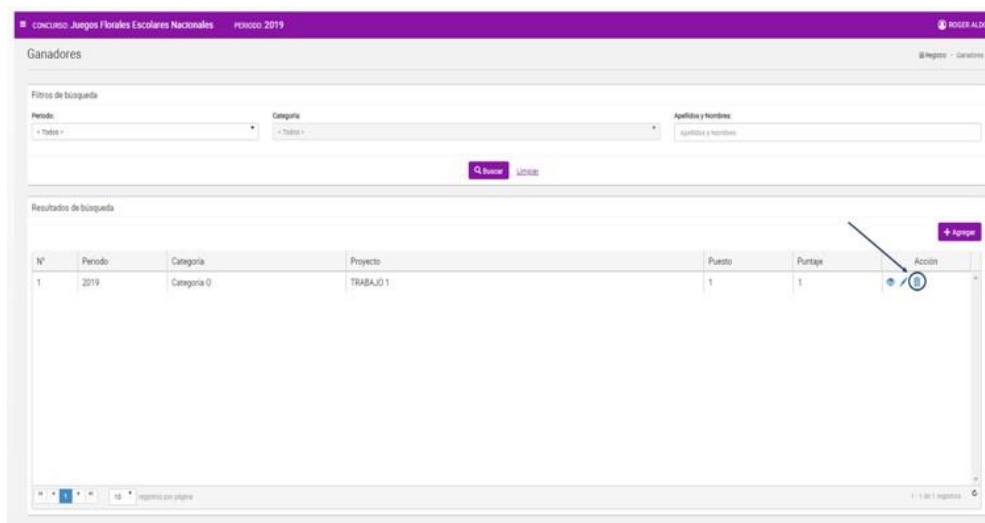 CONCURSO: Juegos Florales Escolares Nacionales PERIODO: 2019 ROGER ALD
Ganadores Registro - Ganadores
Filtros de búsqueda
Periodo: Categoría: Apellidos y Nombres:
< Todos > < Todos > Apellidos y Nombres
Buscar Limpiar
Resultados de búsqueda
+ Agregar
N° Periodo Categoría Proyecto Puesto Puntaje Acción
1 2019 Categoria O TRABAJO 1 1 1
1 10 registros por página 1 - 1 de 1 registros